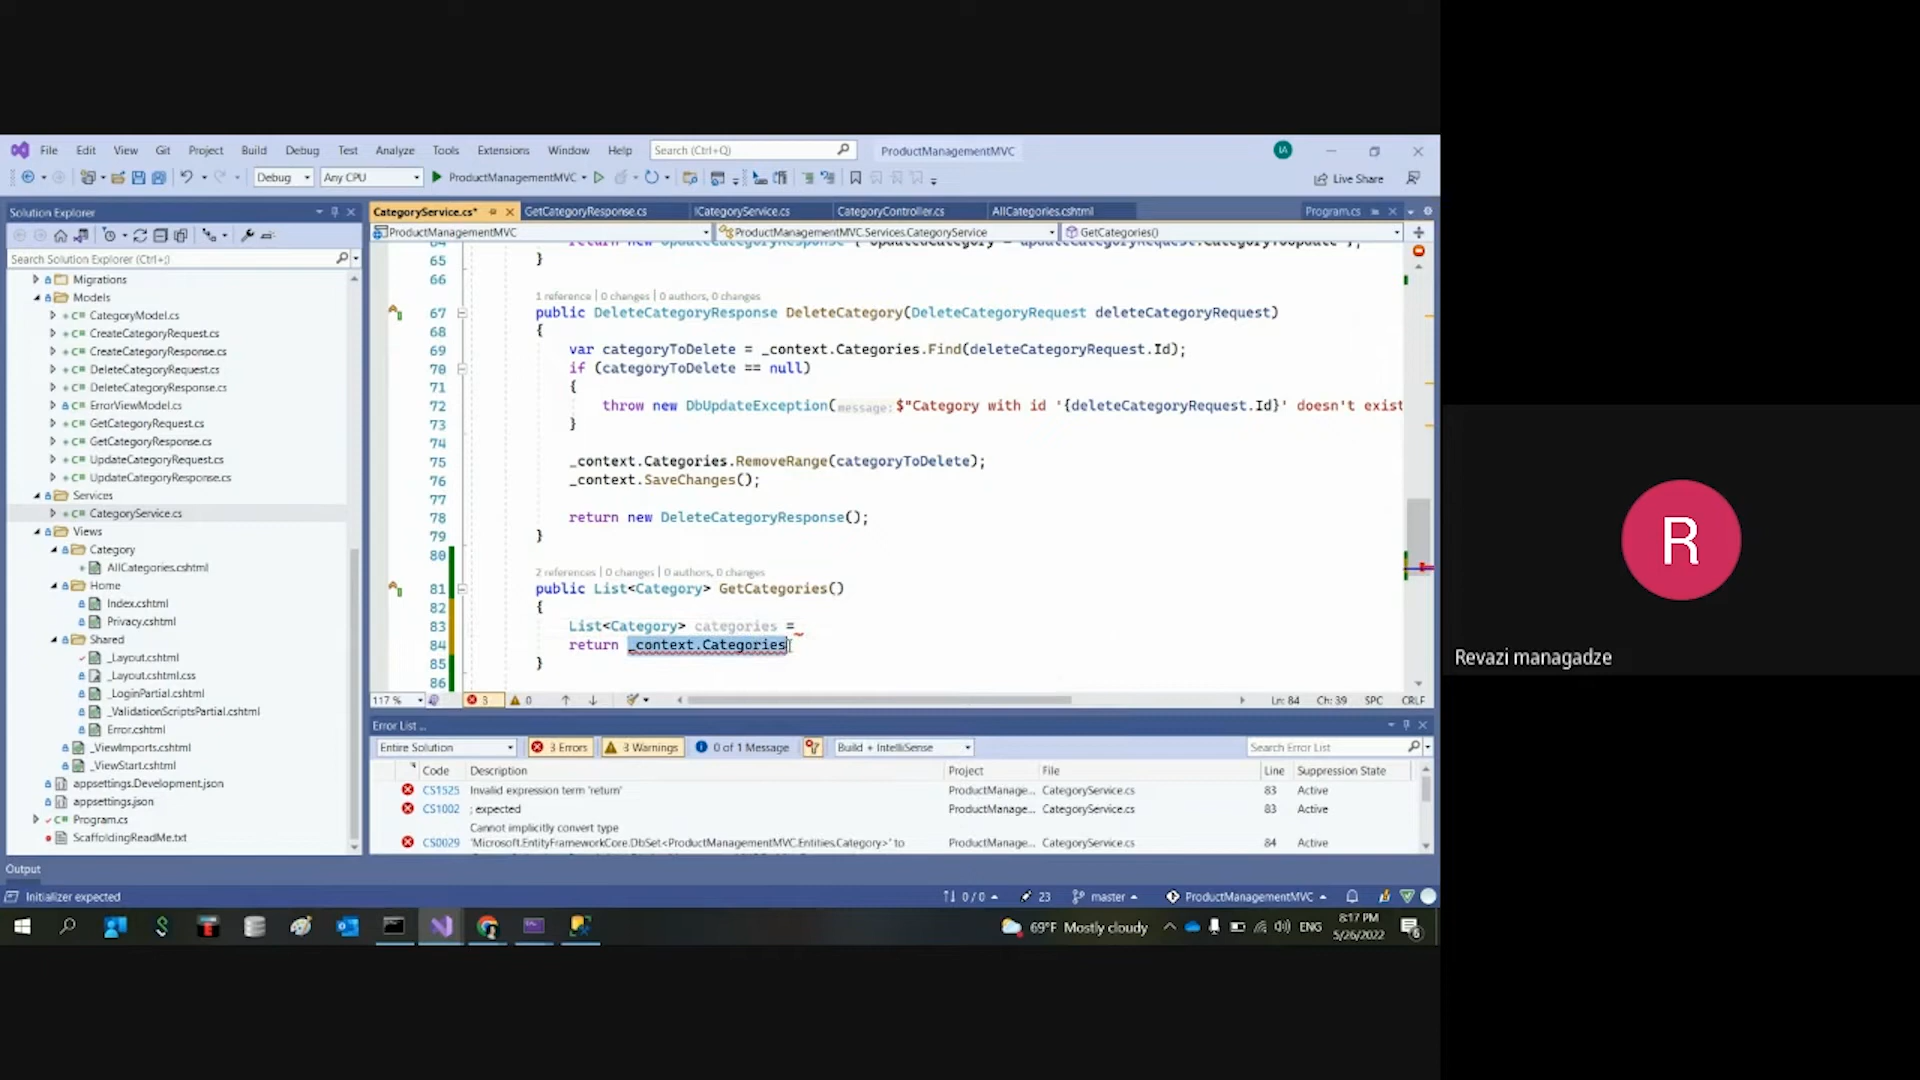 File Edit View Git Project Build Debug Test Analyze Tools Extensions Window Help Search (Ctrl+Q) ProductManagementMVC IA
Debug Any CPU ProductManagementMVC Live Share
Solution Explorer
Search Solution Explorer (Ctrl+;)
Migrations
Models
CategoryModel.cs
CreateCategoryRequest.cs
CreateCategoryResponse.cs
DeleteCategoryRequest.cs
DeleteCategoryResponse.cs
ErrorViewModel.cs
GetCategoryRequest.cs
GetCategoryResponse.cs
UpdateCategoryRequest.cs
UpdateCategoryResponse.cs
Services
CategoryService.cs
Views
Category
AllCategories.cshtml
Home
Index.cshtml
Privacy.cshtml
Shared
_Layout.cshtml
_Layout.cshtml.css
_LoginPartial.cshtml
_ValidationScriptsPartial.cshtml
Error.cshtml
_ViewImports.cshtml
_ViewStart.cshtml
appsettings.Development.json
appsettings.json
Program.cs
ScaffoldingReadMe.txt
CategoryService.cs* GetCategoryResponse.cs ICategoryService.cs CategoryController.cs AllCategories.cshtml Program.cs
ProductManagementMVC ProductManagementMVC.Services.CategoryService GetCategories()
64 return new UpdateCategoryResponse { UpdatedCategory = updateCategoryRequest.CategoryToUpdate };
65 }
66
1 reference | 0 changes | 0 authors, 0 changes
67 public DeleteCategoryResponse DeleteCategory(DeleteCategoryRequest deleteCategoryRequest)
68 {
69 var categoryToDelete = _context.Categories.Find(deleteCategoryRequest.Id);
70 if (categoryToDelete == null)
71 {
72 throw new DbUpdateException(message: $"Category with id '{deleteCategoryRequest.Id}' doesn't exist
73 }
74
75 _context.Categories.RemoveRange(categoryToDelete);
76 _context.SaveChanges();
77
78 return new DeleteCategoryResponse();
79 }
80
2 references | 0 changes | 0 authors, 0 changes
81 public List<Category> GetCategories()
82 {
83 List<Category> categories =
84 return _context.Categories
85 }
86
117 % 3 0 Ln: 84 Ch: 39 SPC CRLF
Error List ...
Entire Solution 3 Errors 3 Warnings 0 of 1 Message Build + IntelliSense Search Error List
Code Description Project File Line Suppression State
CS1525 Invalid expression term 'return' ProductManage... CategoryService.cs 83 Active
CS1002 ; expected ProductManage... CategoryService.cs 83 Active
Cannot implicitly convert type
CS0029 'Microsoft.EntityFrameworkCore.DbSet<ProductManagementMVC.Entities.Category>' to ProductManage... CategoryService.cs 84 Active
Output
Initializer expected 0 / 0 23 master ProductManagementMVC
69°F Mostly cloudy ENG 8:17 PM
5/26/2022 6
R
Revazi managadze